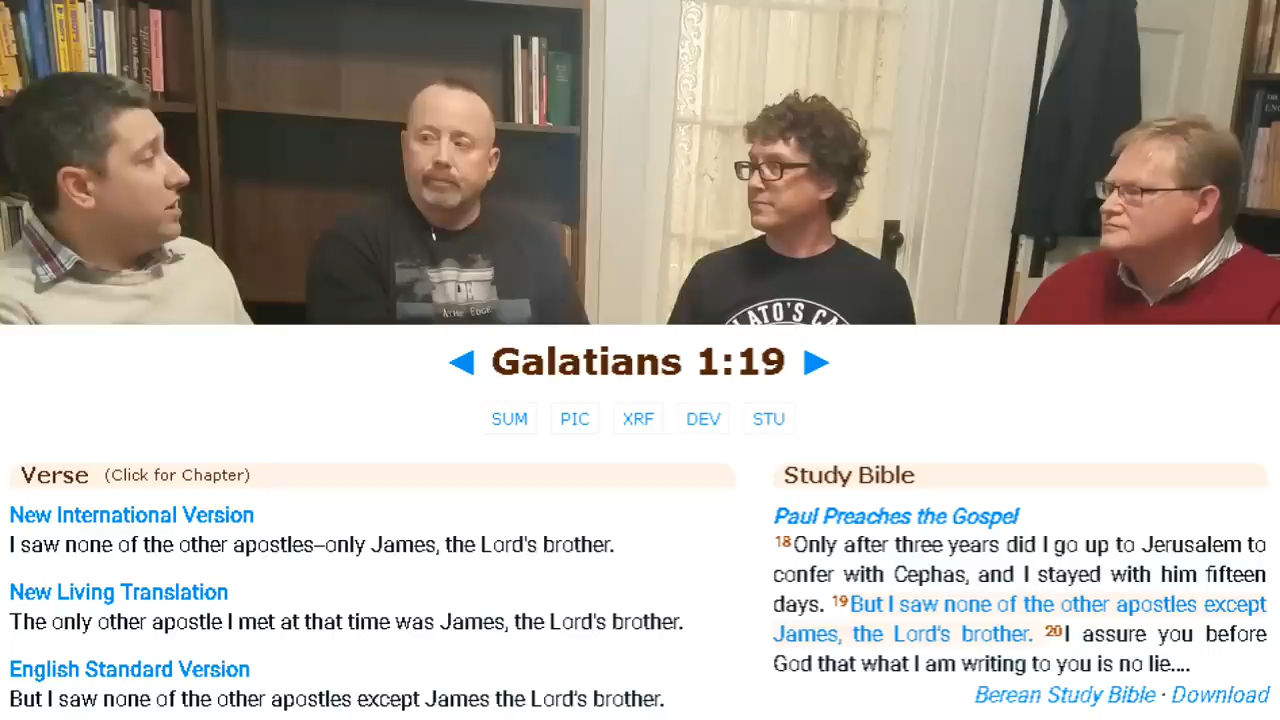 ATHE EDGE
LATO'S CA
Galatians 1:19
SUM PIC XRF DEV STU
Verse (Click for Chapter)
New International Version
I saw none of the other apostles—only James, the Lord's brother.
New Living Translation
The only other apostle I met at that time was James, the Lord's brother.
English Standard Version
But I saw none of the other apostles except James the Lord's brother.
Study Bible
Paul Preaches the Gospel
18Only after three years did I go up to Jerusalem to
confer with Cephas, and I stayed with him fifteen
days. 19But I saw none of the other apostles except
James, the Lord's brother. 20I assure you before
God that what I am writing to you is no lie....
Berean Study Bible · Download